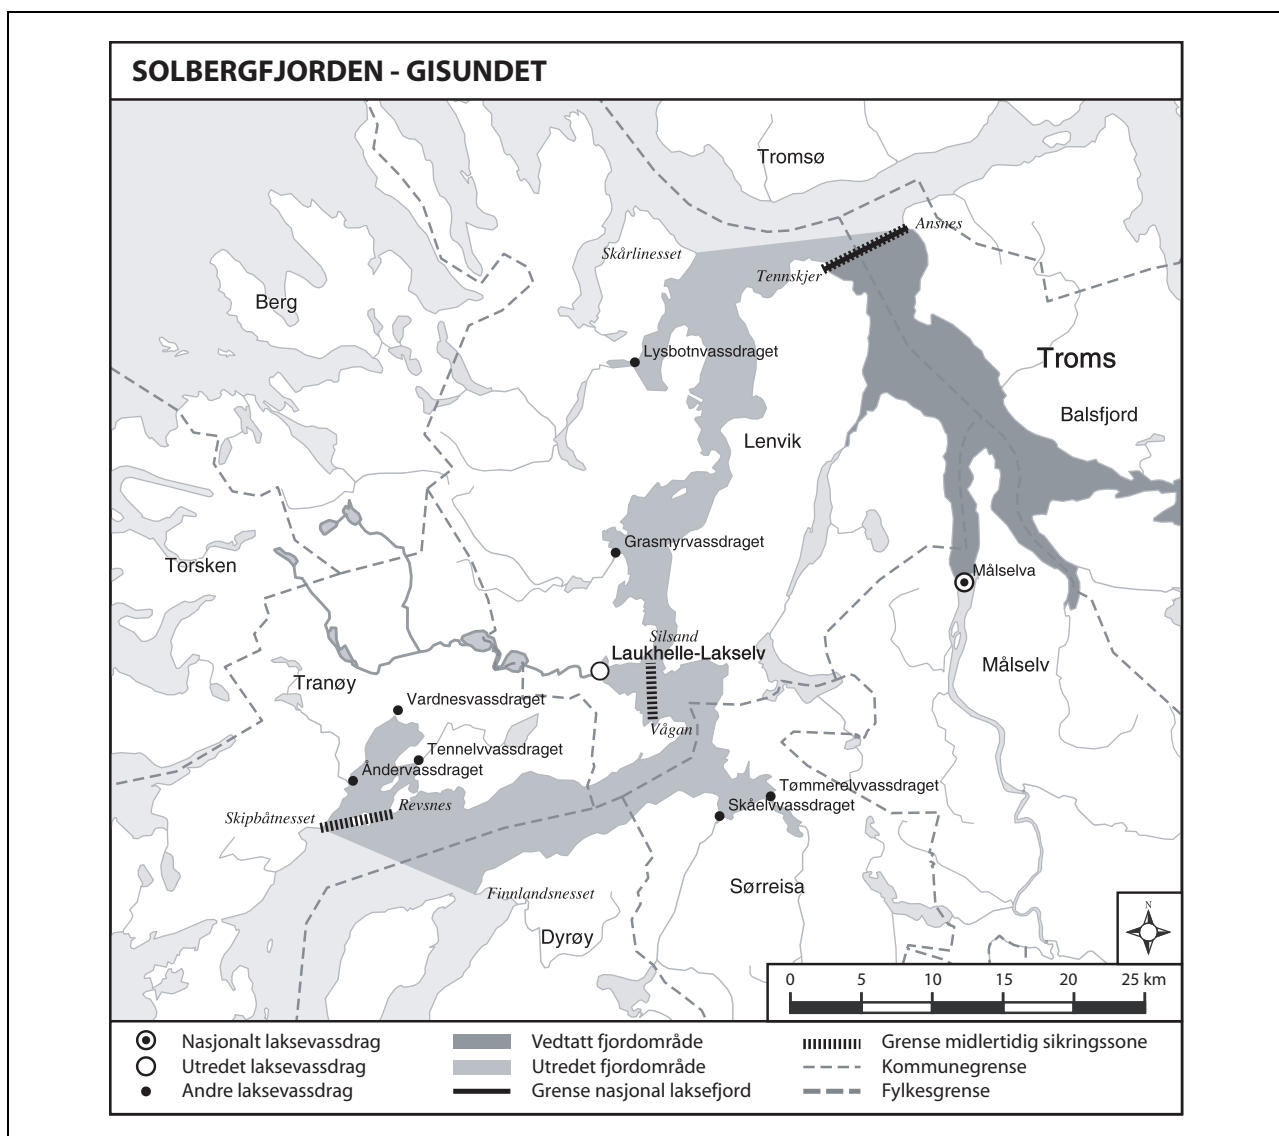 SOLBERGFJORDEN - GISUNDET
Tromsø
Ansnes
Skårlinesset
Tennskjer
Berg
Lysbotnvassdraget
Troms
Balsfjord
Lenvik
Grasmyrvassdraget
Torsken
Målselva
Silsand
Laukhelle-Lakselv
Målselv
Tranøy
Vardnesvassdraget
Vågan
Tennelvvassdraget
Åndervassdraget
Tømmerelvvassdraget
Revsnes
Skåelvvassdraget
Skipbåtnesset
Sørreisa
Finnlandsnesset
N
Dyrøy
0 5 10 15 20 25 km
Nasjonalt laksevassdrag
Vedtatt fjordområde
Grense midlertidig sikringssone
Utredet laksevassdrag
Utredet fjordområde
Kommunegrense
Andre laksevassdrag
Grense nasjonal laksefjord
Fylkesgrense